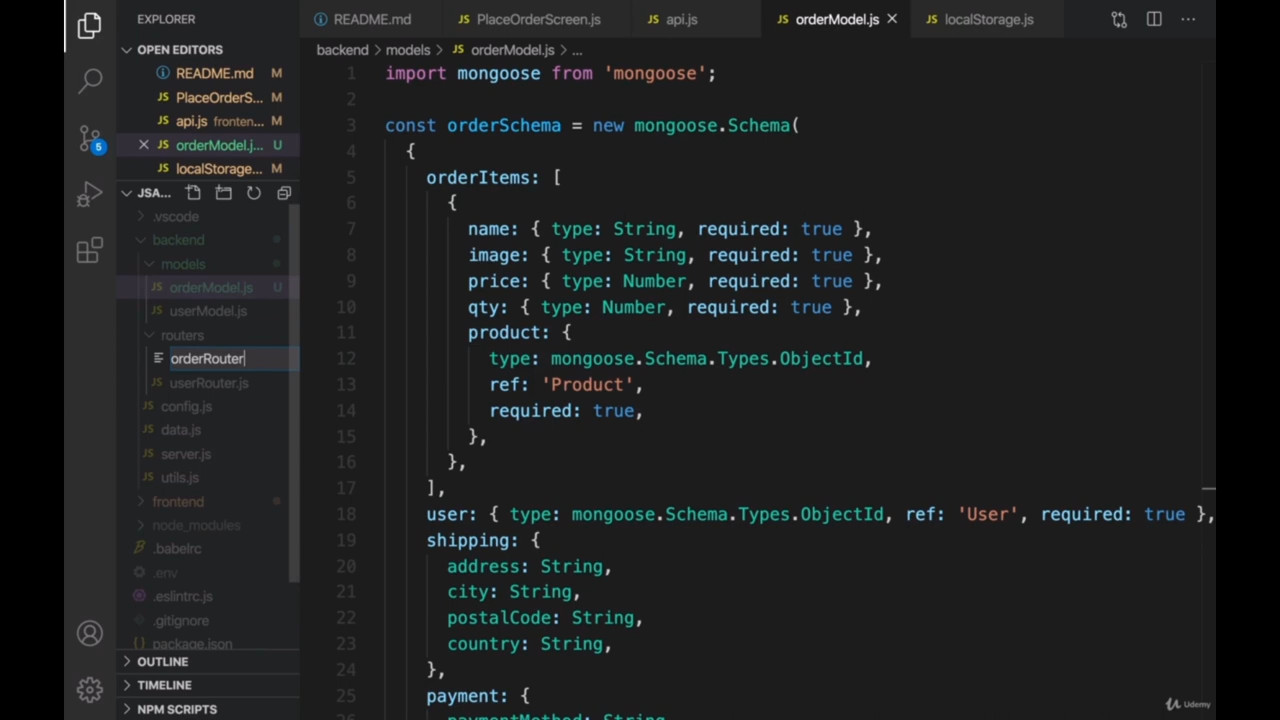 EXPLORER
README.md
PlaceOrderScreen.js
api.js
orderModel.js
localStorage.js
OPEN EDITORS
README.md M
PlaceOrderS... M
api.js fronten... M
orderModel.j... U
localStorage... M
JSA...
.vscode
backend
models
orderModel.js U
userModel.js
routers
orderRouter
userRouter.js
config.js
data.js
server.js
utils.js
frontend
node_modules
.babelrc
.env
.eslintrc.js
.gitignore
package.json
OUTLINE
TIMELINE
NPM SCRIPTS
5
backend > models > JS orderModel.js > ...
1 import mongoose from 'mongoose';
2
3 const orderSchema = new mongoose.Schema(
4 {
5 orderItems: [
6 {
7 name: { type: String, required: true },
8 image: { type: String, required: true },
9 price: { type: Number, required: true },
10 qty: { type: Number, required: true },
11 product: {
12 type: mongoose.Schema.Types.ObjectId,
13 ref: 'Product',
14 required: true,
15 },
16 },
17 ],
18 user: { type: mongoose.Schema.Types.ObjectId, ref: 'User', required: true },
19 shipping: {
20 address: String,
21 city: String,
22 postalCode: String,
23 country: String,
24 },
25 payment: {
26 paymentMethod: String
Udemy